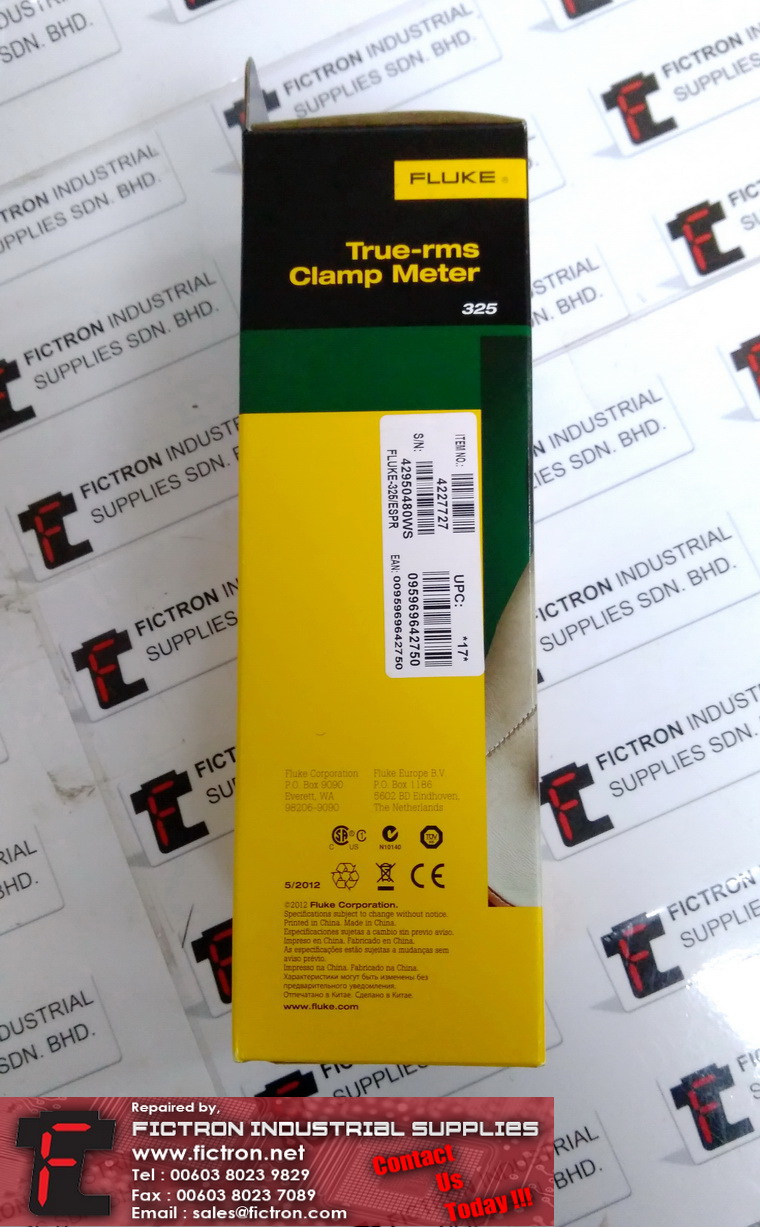 FLUKE
True-rms
Clamp Meter
325
ITEM NO.:
4227727
S/N:
42950480WS
FLUKE-325/ESPR
UPC:
*17*
095969642750
EAN: 0095969642750
Fluke Corporation
P.O. Box 9090
Everett, WA
98206-9090
Fluke Europe B.V.
P.O. Box 1186
5602 BD Eindhoven,
The Netherlands
C US
N10140
TÜV
5/2012
CE
©2012 Fluke Corporation.
Specifications subject to change without notice.
Printed in China. Made in China.
Especificaciones sujetas a cambio sin previo aviso.
Impreso en China. Fabricado en China.
As especificações estão sujeitas a mudanças sem
aviso prévio.
Impresso na China. Fabricado na China.
Характеристики могут быть изменены без
предварительного уведомления.
Отпечатано в Китае. Сделано в Китае.
www.fluke.com
FICTRON INDUSTRIAL
SUPPLIES SDN. BHD.
Repaired by,
FICTRON INDUSTRIAL SUPPLIES
www.fictron.net
Tel : 00603 8023 9829
Fax : 00603 8023 7089
Email : sales@fictron.com
Contact
Us
Today !!!